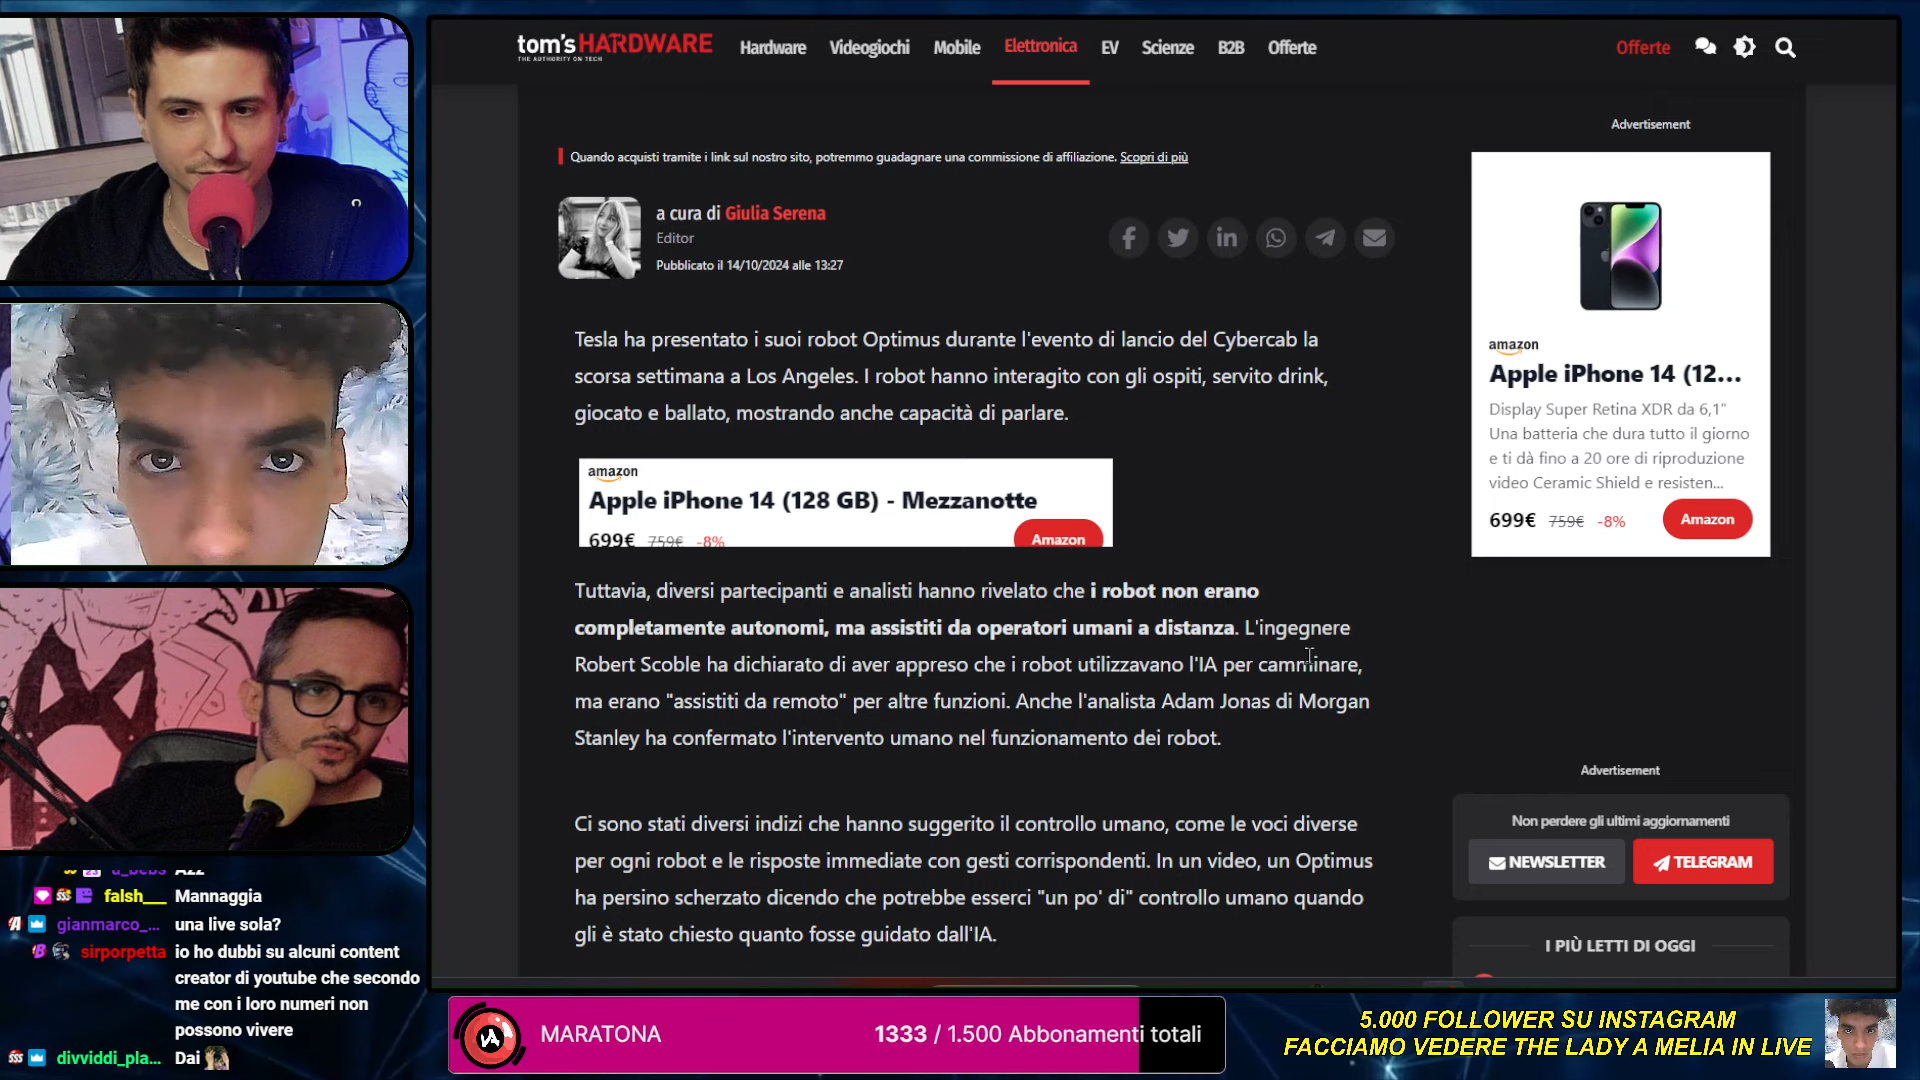 tom's HARDWARE
THE AUTHORITY ON TECH
Hardware Videogiochi Mobile Elettronica EV Scienze B2B Offerte
Offerte
Quando acquisti tramite i link sul nostro sito, potremmo guadagnare una commissione di affiliazione. Scopri di più
a cura di Giulia Serena
Editor
Pubblicato il 14/10/2024 alle 13:27
Tesla ha presentato i suoi robot Optimus durante l'evento di lancio del Cybercab la
scorsa settimana a Los Angeles. I robot hanno interagito con gli ospiti, servito drink,
giocato e ballato, mostrando anche capacità di parlare.
amazon
Apple iPhone 14 (128 GB) - Mezzanotte
699€ 759€ -8%
Amazon
Tuttavia, diversi partecipanti e analisti hanno rivelato che i robot non erano
completamente autonomi, ma assistiti da operatori umani a distanza. L'ingegnere
Robert Scoble ha dichiarato di aver appreso che i robot utilizzavano l'IA per camminare,
ma erano "assistiti da remoto" per altre funzioni. Anche l'analista Adam Jonas di Morgan
Stanley ha confermato l'intervento umano nel funzionamento dei robot.
Ci sono stati diversi indizi che hanno suggerito il controllo umano, come le voci diverse
per ogni robot e le risposte immediate con gesti corrispondenti. In un video, un Optimus
ha persino scherzato dicendo che potrebbe esserci "un po' di" controllo umano quando
gli è stato chiesto quanto fosse guidato dall'IA.
Advertisement
amazon
Apple iPhone 14 (12...
Display Super Retina XDR da 6,1"
Una batteria che dura tutto il giorno
e ti dà fino a 20 ore di riproduzione
video Ceramic Shield e resisten...
699€ 759€ -8%
Amazon
Advertisement
Non perdere gli ultimi aggiornamenti
NEWSLETTER
TELEGRAM
I PIÙ LETTI DI OGGI
falsh___ Mannaggia
gianmarco_... una live sola?
sirporpetta io ho dubbi su alcuni content
creator di youtube che secondo
me con i loro numeri non
possono vivere
divviddi_pla... Dai
MARATONA
1333 / 1.500 Abbonamenti totali
5.000 FOLLOWER SU INSTAGRAM
FACCIAMO VEDERE THE LADY A MELIA IN LIVE